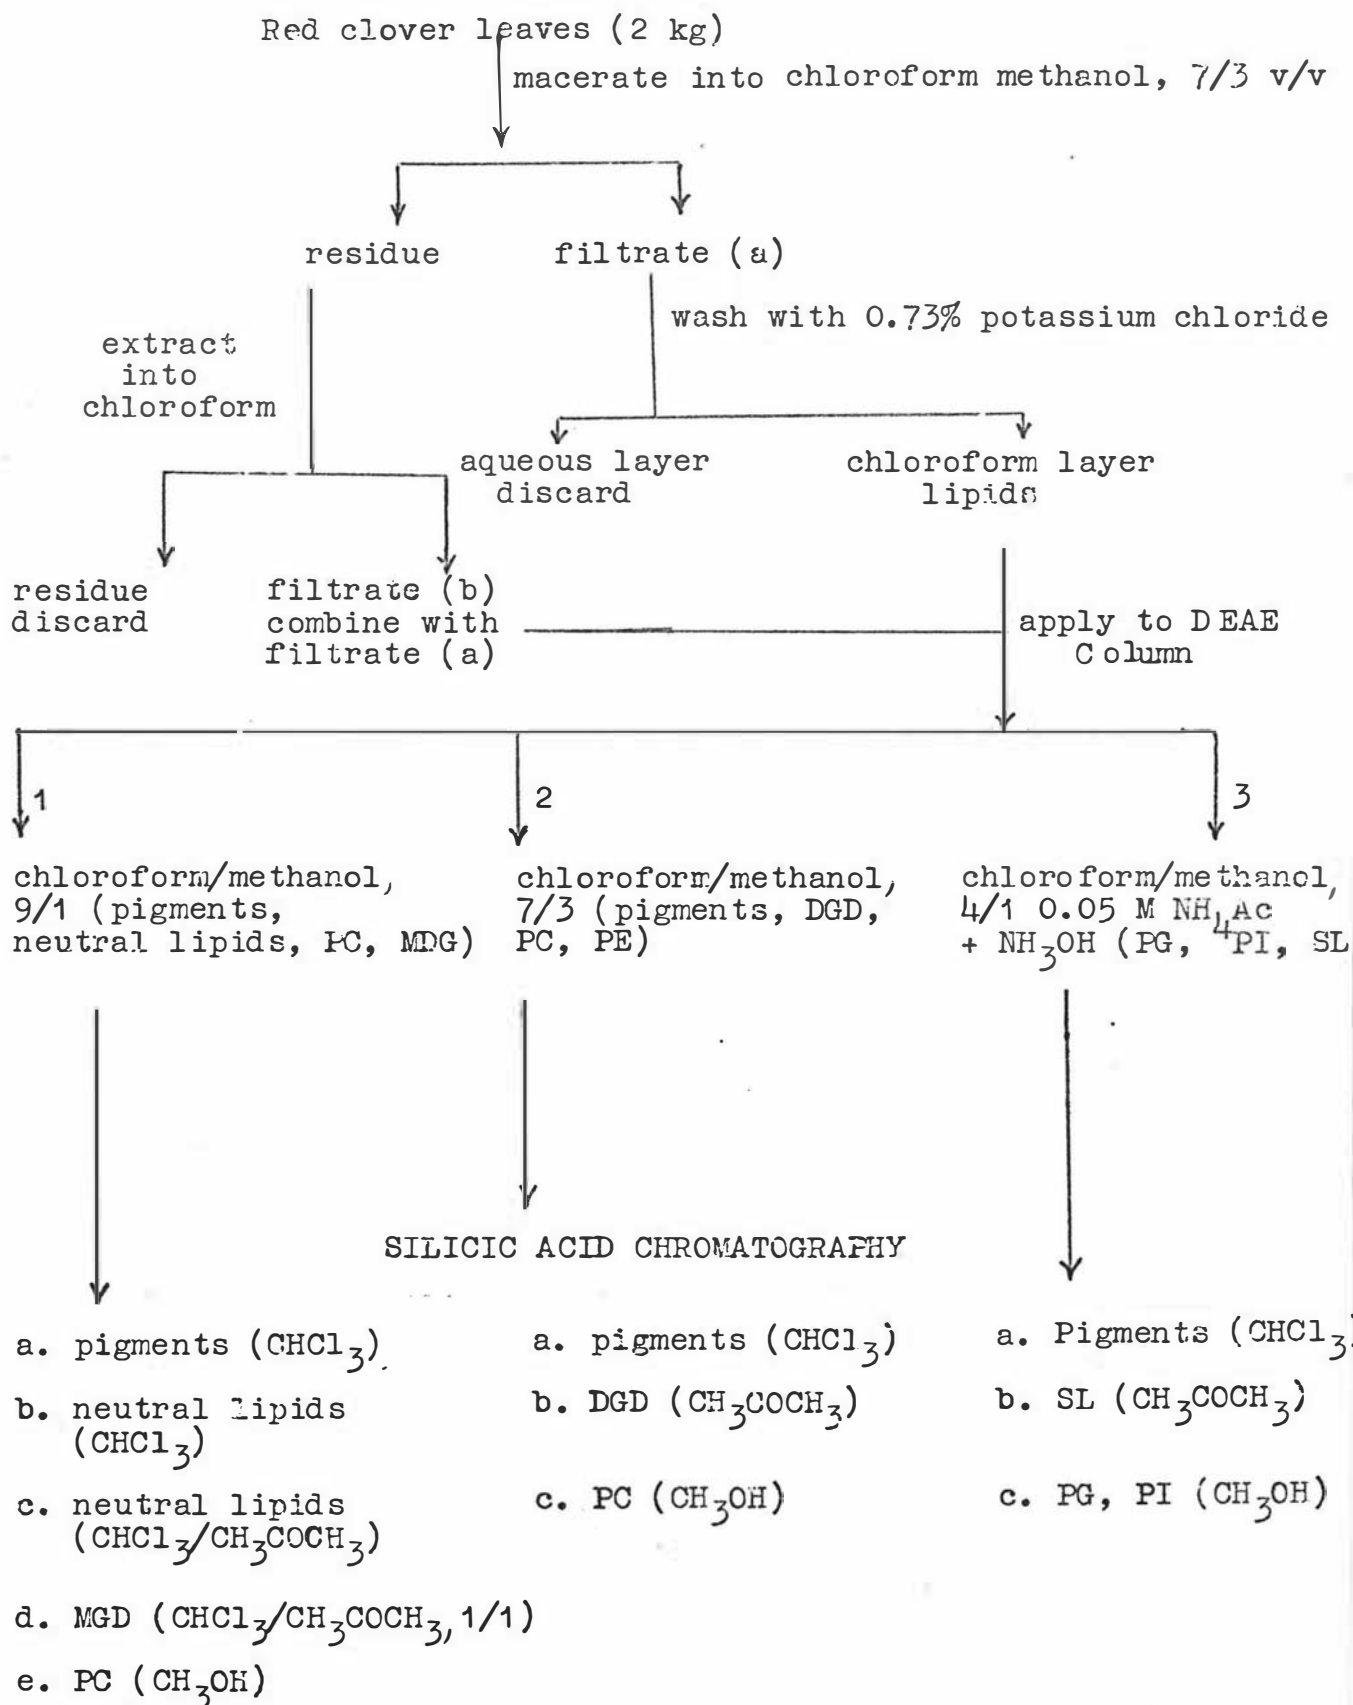 Red clover leaves (2 kg)
macerate into chloroform methanol, 7/3 v/v
residue
filtrate (a)
wash with 0.73% potassium chloride
extract
into
chloroform
aqueous layer
discard
chloroform layer
lipids
residue
discard
filtrate (b)
combine with
filtrate (a)
apply to DEAE
Column
1
2
3
chloroform/methanol,
9/1 (pigments,
neutral lipids, PC, MDG)
chloroform/methanol,
7/3 (pigments, DGD,
PC, PE)
chloroform/methanol,
4/1 0.05 M NH₄Ac
+ NH₃OH (PG, PI, SL
SILICIC ACID CHROMATOGRAPHY
a. pigments (CHCl₃)
b. neutral lipids
(CHCl₃)
c. neutral lipids
(CHCl₃/CH₃COCH₃)
d. MGD (CHCl₃/CH₃COCH₃, 1/1)
e. PC (CH₃OH)
a. pigments (CHCl₃)
b. DGD (CH₃COCH₃)
c. PC (CH₃OH)
a. Pigments (CHCl₃)
b. SL (CH₃COCH₃)
c. PG, PI (CH₃OH)